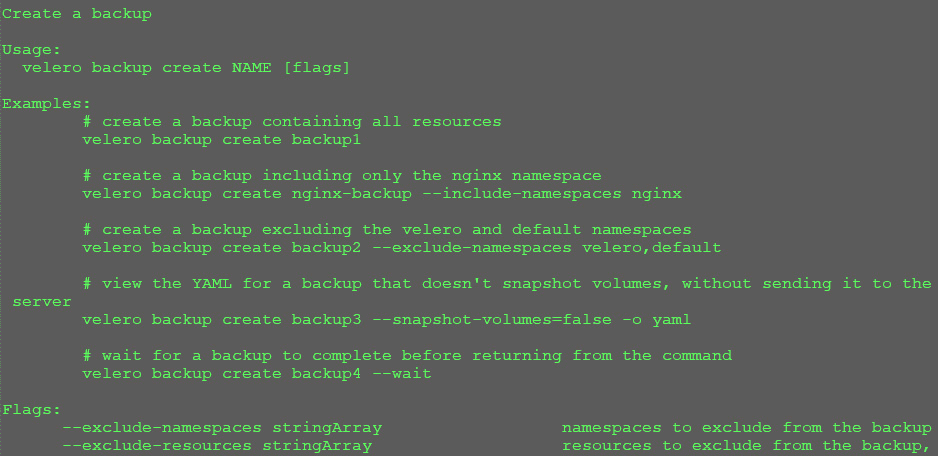 Create a backup
Usage:
velero backup create NAME [flags]
Examples:
# create a backup containing all resources
velero backup create backup1
# create a backup including only the nginx namespace
velero backup create nginx-backup --include-namespaces nginx
# create a backup excluding the velero and default namespaces
velero backup create backup2 --exclude-namespaces velero,default
# view the YAML for a backup that doesn't snapshot volumes, without sending it to the
server
velero backup create backup3 --snapshot-volumes=false -o yaml
# wait for a backup to complete before returning from the command
velero backup create backup4 --wait
Flags:
--exclude-namespaces stringArray namespaces to exclude from the backup
--exclude-resources stringArray resources to exclude from the backup,